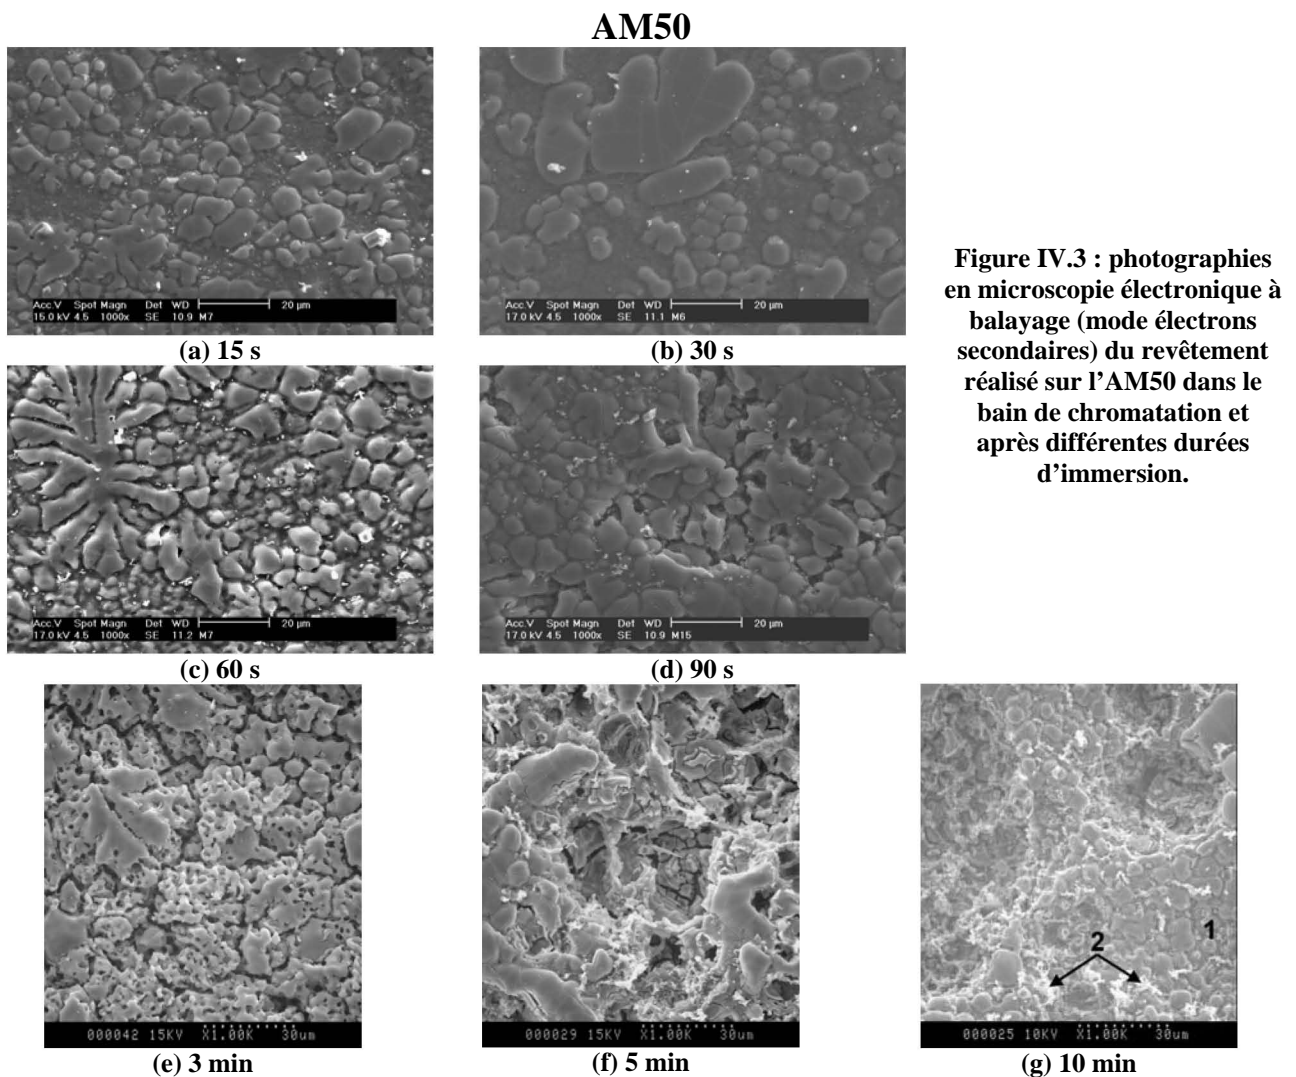 AM50
Acc.V Spot Magn Det WD 20 µm
15.0 kV 4.5 1000x SE 10.9 M7
(a) 15 s
Acc.V Spot Magn Det WD 20 µm
17.0 kV 4.5 1000x SE 11.1 M6
(b) 30 s
Figure IV.3 : photographies
en microscopie électronique à
balayage (mode électrons
secondaires) du revêtement
réalisé sur l’AM50 dans le
bain de chromatation et
après différentes durées
d’immersion.
Acc.V Spot Magn Det WD 20 µm
17.0 kV 4.5 1000x SE 11.2 M7
(c) 60 s
Acc.V Spot Magn Det WD 20 µm
17.0 kV 4.5 1000x SE 10.9 M15
(d) 90 s
000042 15KV X1.00K 30um
(e) 3 min
000029 15KV X1.00K 30um
(f) 5 min
1
2
000025 10KV X1.00K 30um
(g) 10 min